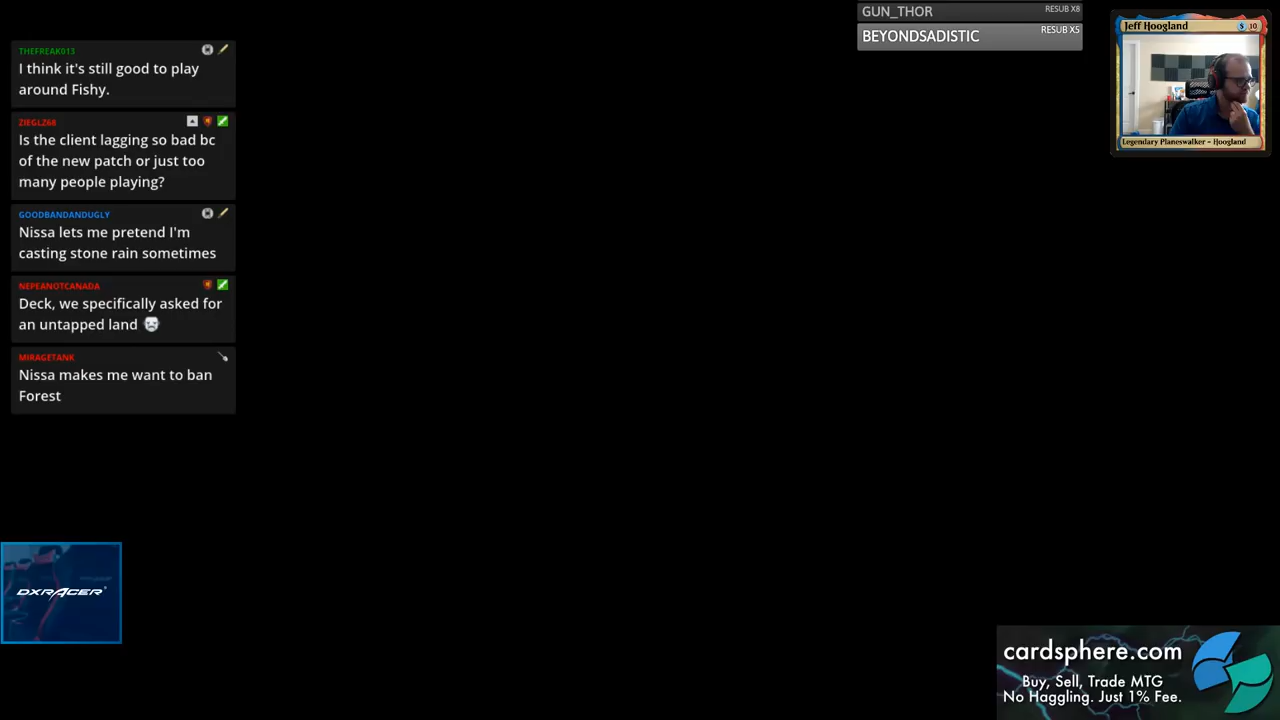 GUN_THOR RESUB X8
BEYONDSADISTIC RESUB X5
Jeff Hoogland 8 10
Legendary Planeswalker - Hoogland
THEFREAK013
I think it's still good to play
around Fishy.
ZIEGLZ68
Is the client lagging so bad bc
of the new patch or just too
many people playing?
GOODBANDANDUGLY
Nissa lets me pretend I'm
casting stone rain sometimes
NEPEANOTCANADA
Deck, we specifically asked for
an untapped land
MIRAGETANK
Nissa makes me want to ban
Forest
DXRACER®
cardsphere.com
Buy, Sell, Trade MTG
No Haggling. Just 1% Fee.